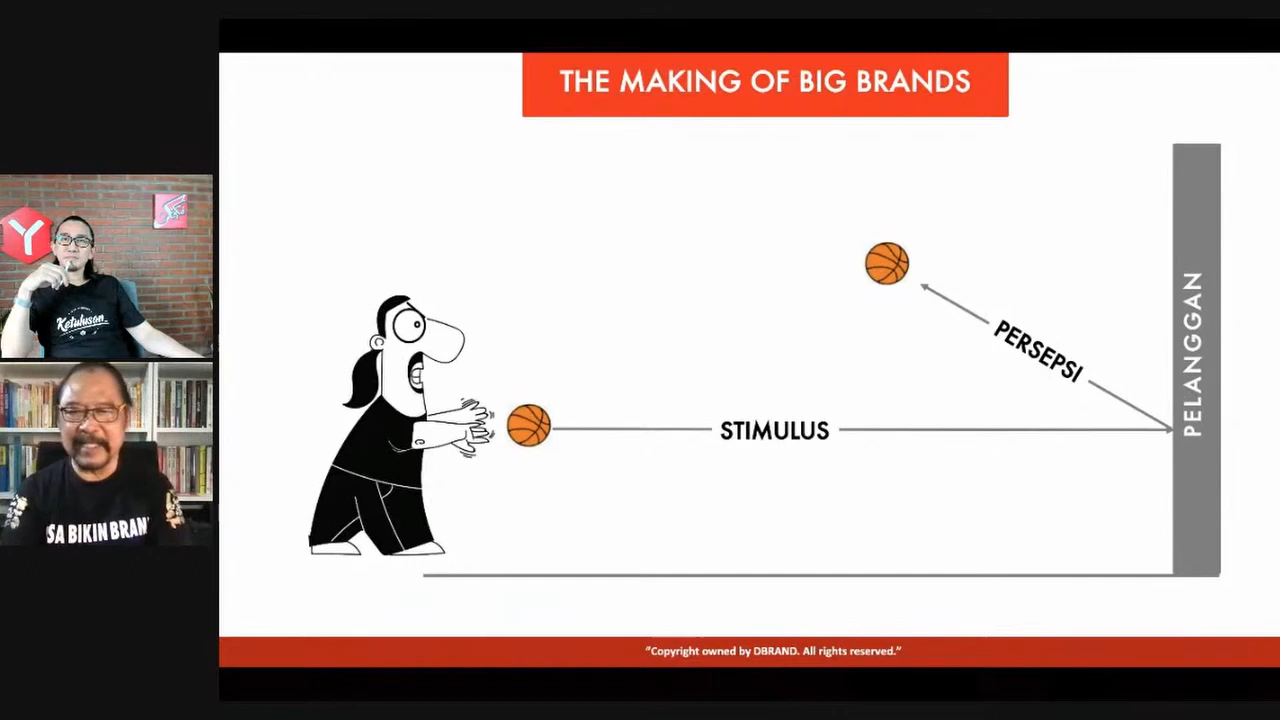 THE MAKING OF BIG BRANDS
Y
Ketulusan
SA BIKIN BRAN
STIMULUS
PERSEPSI
PELANGGAN
"Copyright owned by DBRAND. All rights reserved."